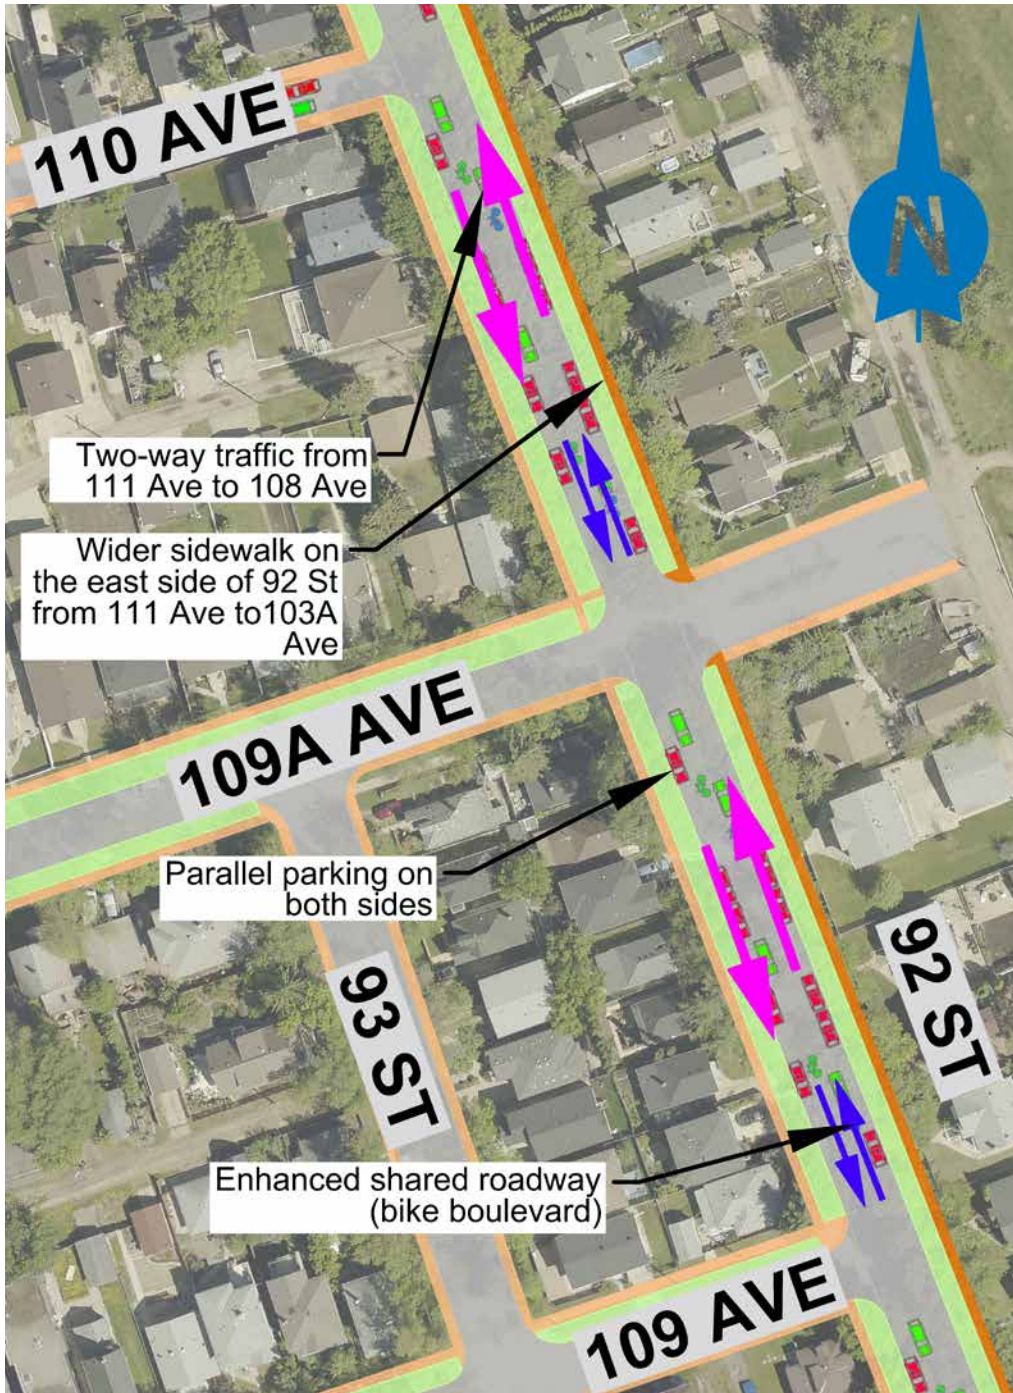 110 AVE
N
Two-way traffic from
111 Ave to 108 Ave
Wider sidewalk on
the east side of 92 St
from 111 Ave to103A
Ave
109A AVE
Parallel parking on
both sides
92 ST
93 ST
Enhanced shared roadway
(bike boulevard)
109 AVE